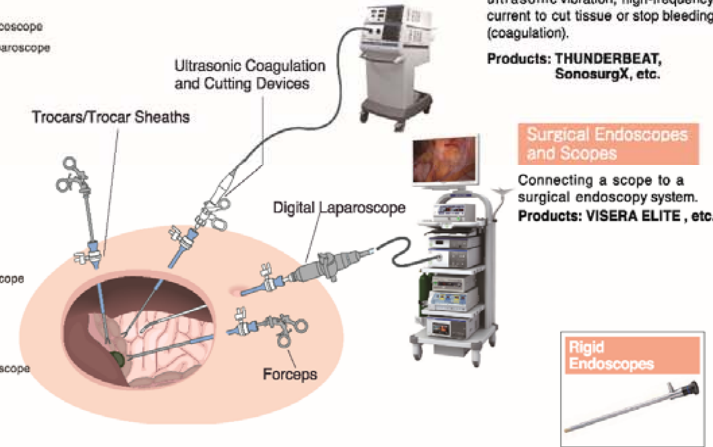 ultrasonic vibration, high-frequency
current to cut tissue or stop bleeding
(coagulation).
Products: THUNDERBEAT,
SonosurgX, etc.
Ultrasonic Coagulation
and Cutting Devices
Trocars/Trocar Sheaths
Surgical Endoscopes
and Scopes
Connecting a scope to a
surgical endoscopy system.
Products: VISERA ELITE , etc.
Digital Laparoscope
Forceps
Rigid
Endoscopes